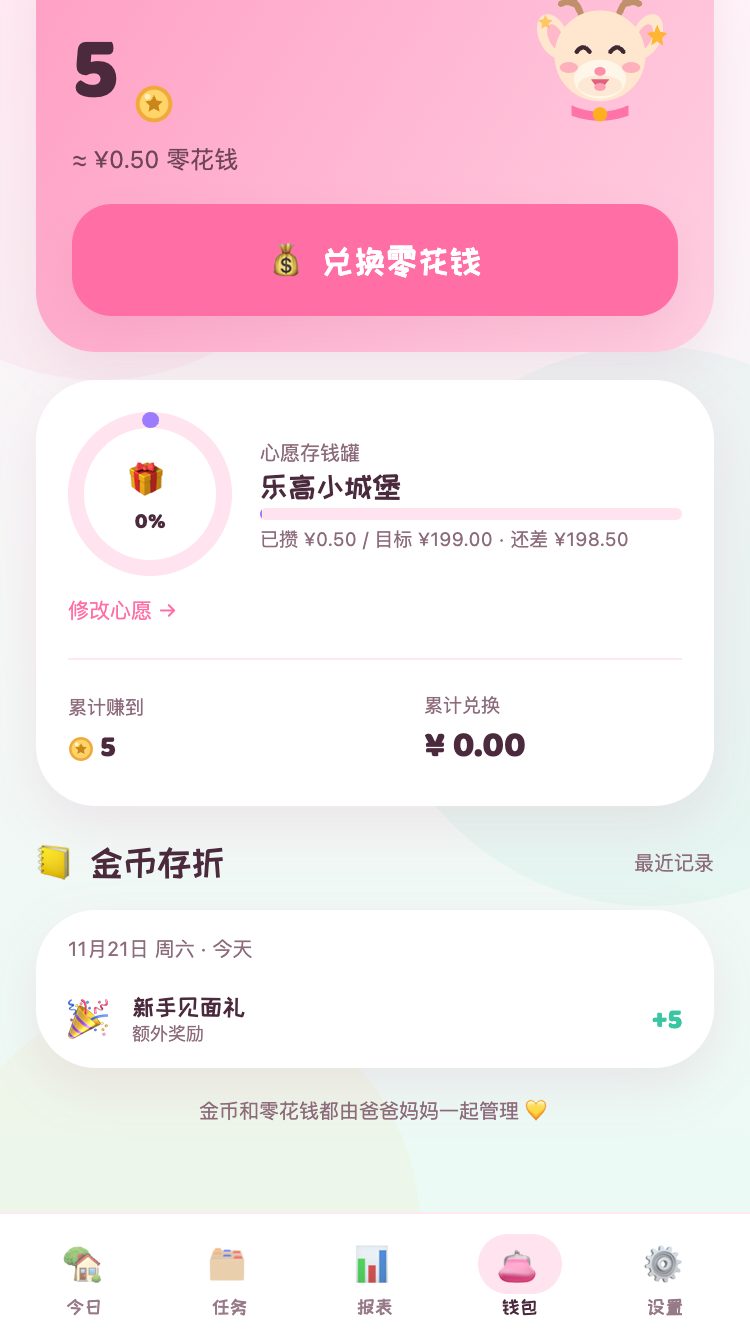 5
≈ ¥0.50 零花钱
兑换零花钱
0%
心愿存钱罐
乐高小城堡
已攒 ¥0.50 / 目标 ¥199.00 · 还差 ¥198.50
修改心愿 →
累计赚到
5
累计兑换
¥ 0.00
金币存折
最近记录
11月21日 周六 · 今天
新手见面礼
额外奖励
+5
金币和零花钱都由爸爸妈妈一起管理 💛
今日
任务
报表
钱包
设置